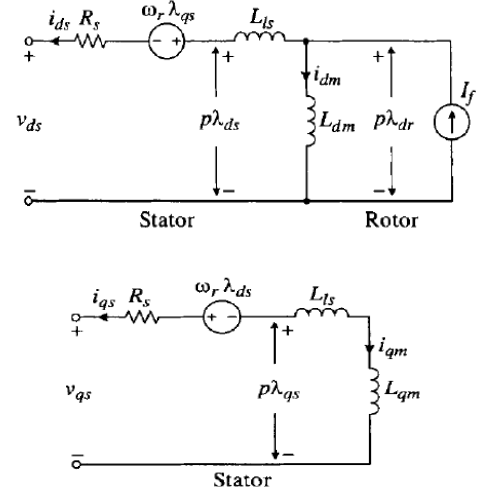 i_ds R_s ω_r λ_qs L_ls
+ − + + +
v_ds pλ_ds i_dm L_dm pλ_dr I_f
− − −
Stator Rotor
i_qs R_s ω_r λ_ds L_ls
+ + − +
v_qs pλ_qs i_qm L_qm
− −
Stator